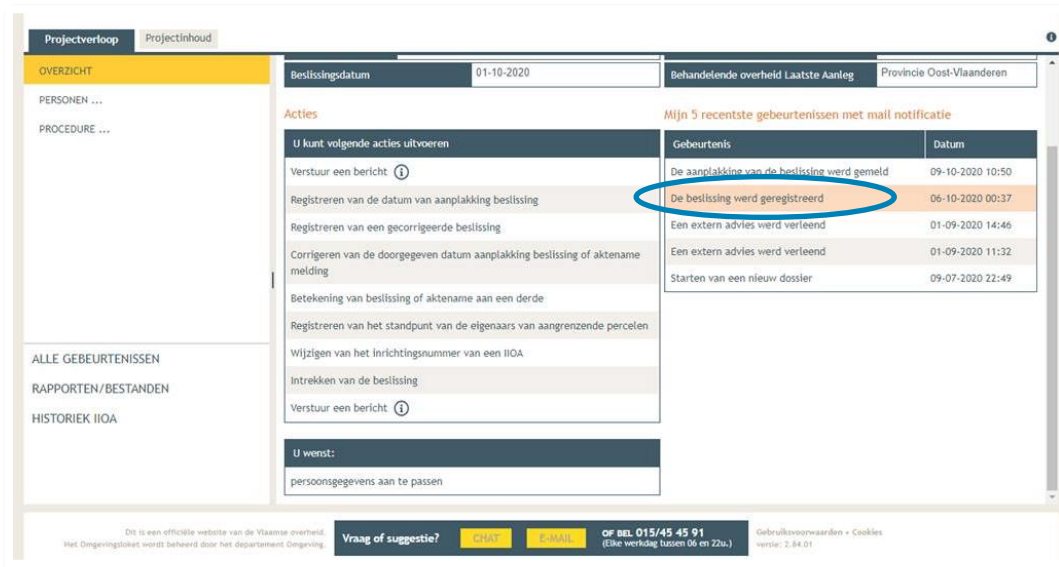 Projectverloop
Projectinhoud
OVERZICHT
PERSONEN ...
PROCEDURE ...
ALLE GEBEURTENISSEN
RAPPORTEN/BESTANDEN
HISTORIEK IIOA
Beslissingsdatum 01-10-2020
Behandelende overheid Laatste Aanleg Provincie Oost-Vlaanderen
Acties
U kunt volgende acties uitvoeren
Verstuur een bericht
Registreren van de datum van aanplakking beslissing
Registreren van een gecorrigeerde beslissing
Corrigeren van de doorgegeven datum aanplakking beslissing of aktename
melding
Betekening van beslissing of aktename aan een derde
Registreren van het standpunt van de eigenaars van aangrenzende percelen
Wijzigen van het inrichtingsnummer van een IIOA
Intrekken van de beslissing
Verstuur een bericht
U wenst:
persoonsgegevens aan te passen
Mijn 5 recentste gebeurtenissen met mail notificatie
Gebeurtenis Datum
De aanplakking van de beslissing werd gemeld 09-10-2020 10:50
De beslissing werd geregistreerd 06-10-2020 00:37
Een extern advies werd verleend 01-09-2020 14:46
Een extern advies werd verleend 01-09-2020 11:32
Starten van een nieuw dossier 09-07-2020 22:49
Dit is een officiële website van de Vlaamse overheid.
Het Omgevingsloket wordt beheerd door het departement Omgeving.
Vraag of suggestie?
CHAT
E-MAIL
OF BEL 015/45 45 91
(Elke werkdag tussen 06 en 22u.)
Gebruiksvoorwaarden • Cookies
versie: 2.84.01